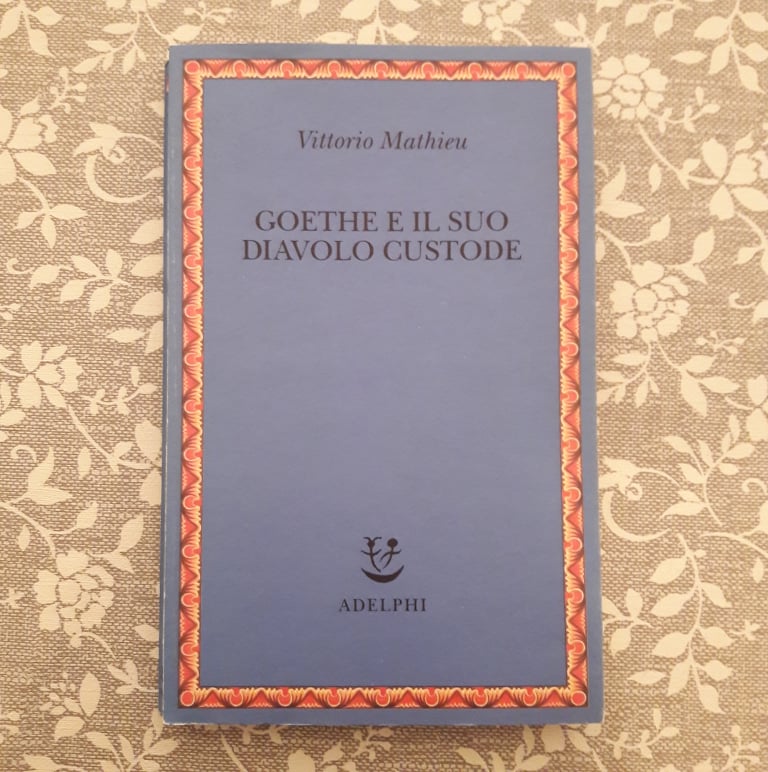 Vittorio Mathieu
GOETHE E IL SUO
DIAVOLO CUSTODE
ADELPHI